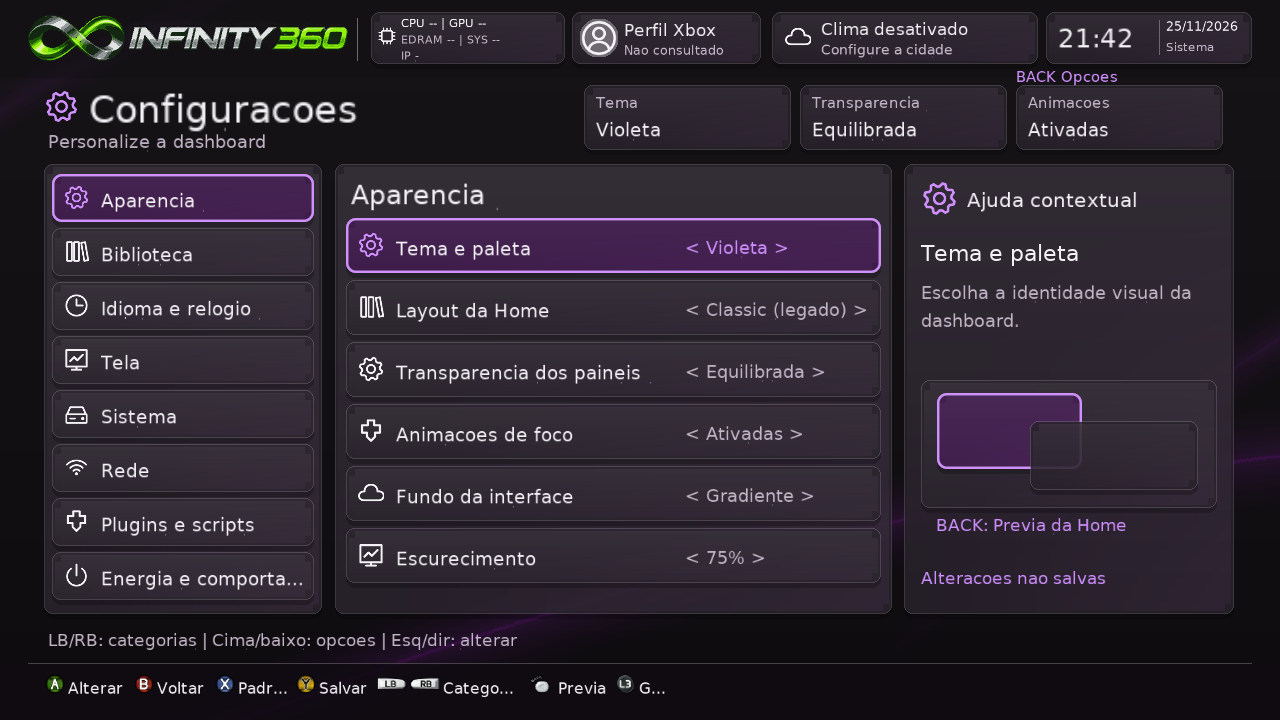 INFINITY 360
CPU -- | GPU --
EDRAM -- | SYS --
IP -
Perfil Xbox
Nao consultado
Clima desativado
Configure a cidade
21:42
25/11/2026
Sistema
BACK Opcoes
Configuracoes
Personalize a dashboard
Tema
Violeta
Transparencia
Equilibrada
Animacoes
Ativadas
Aparencia
Biblioteca
Idioma e relogio
Tela
Sistema
Rede
Plugins e scripts
Energia e comporta...
Aparencia
Tema e paleta < Violeta >
Layout da Home < Classic (legado) >
Transparencia dos paineis < Equilibrada >
Animacoes de foco < Ativadas >
Fundo da interface < Gradiente >
Escurecimento < 75% >
Ajuda contextual
Tema e paleta
Escolha a identidade visual da
dashboard.
BACK: Previa da Home
Alteracoes nao salvas
LB/RB: categorias | Cima/baixo: opcoes | Esq/dir: alterar
A Alterar B Voltar X Padr... Y Salvar LB RB Catego... Previa L3 G...